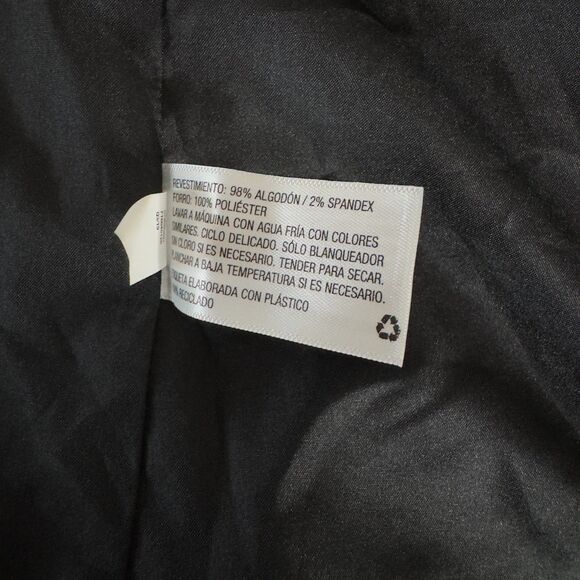 REVESTIMIENTO: 98% ALGODÓN / 2% SPANDEX
FORRO: 100% POLIÉSTER
LAVAR A MÁQUINA CON AGUA FRÍA CON COLORES
SIMILARES. CICLO DELICADO. SÓLO BLANQUEADOR
SIN CLORO SI ES NECESARIO. TENDER PARA SECAR.
PLANCHAR A BAJA TEMPERATURA SI ES NECESARIO.
ETIQUETA ELABORADA CON PLÁSTICO
RECICLADO